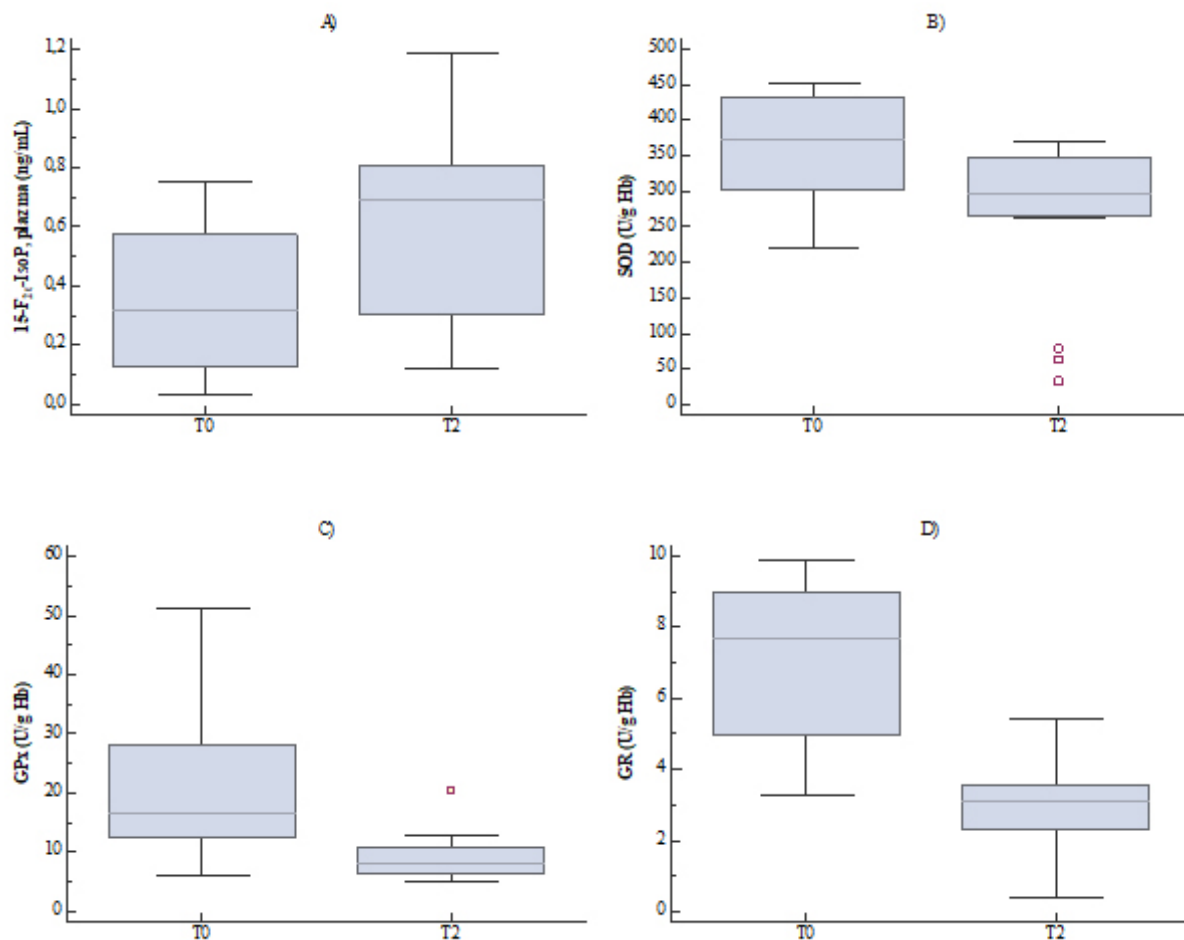 A)
15-F2t-IsoP, plazma (ng/mL)
1,2
1,0
0,8
0,6
0,4
0,2
0,0
T0
T2
B)
SOD (U/g Hb)
500
450
400
350
300
250
200
150
100
50
0
T0
T2
C)
GPx (U/g Hb)
60
50
40
30
20
10
0
T0
T2
D)
GR (U/g Hb)
10
8
6
4
2
0
T0
T2